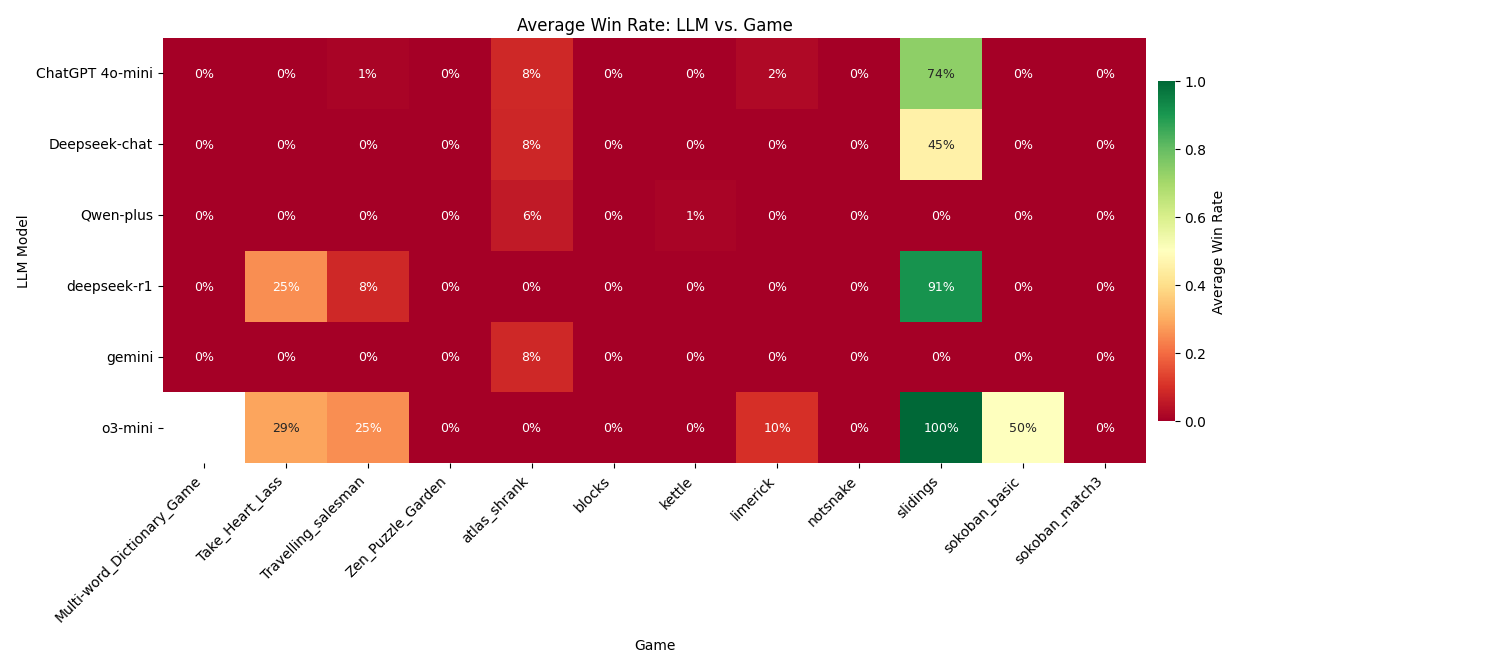 Average Win Rate: LLM vs. Game
LLM Model
ChatGPT 4o-mini 0% 0% 1% 0% 8% 0% 0% 2% 0% 74% 0% 0%
Deepseek-chat 0% 0% 0% 0% 8% 0% 0% 0% 0% 45% 0% 0%
Qwen-plus 0% 0% 0% 0% 6% 0% 1% 0% 0% 0% 0% 0%
deepseek-r1 0% 25% 8% 0% 0% 0% 0% 0% 0% 91% 0% 0%
gemini 0% 0% 0% 0% 8% 0% 0% 0% 0% 0% 0% 0%
o3-mini 29% 25% 0% 0% 0% 0% 10% 0% 100% 50% 0%
Multi-word_Dictionary_Game
Take_Heart_Lass
Travelling_salesman
Zen_Puzzle_Garden
atlas_shrank
blocks
kettle
limerick
notsnake
slidings
sokoban_basic
sokoban_match3
Game
1.0
0.8
0.6
0.4
0.2
0.0
Average Win Rate